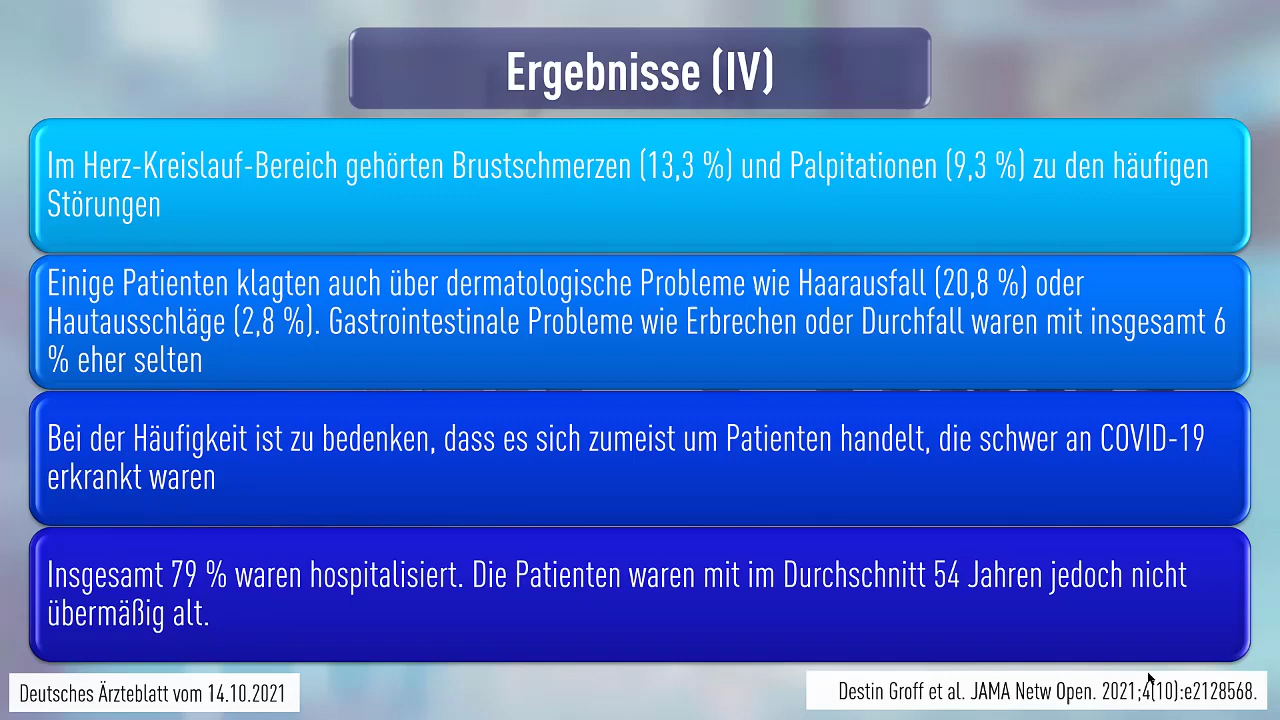 Ergebnisse (IV)
Im Herz-Kreislauf-Bereich gehörten Brustschmerzen (13,3 %) und Palpitationen (9,3 %) zu den häufigen
Störungen
Einige Patienten klagten auch über dermatologische Probleme wie Haarausfall (20,8 %) oder
Hautausschläge (2,8 %). Gastrointestinale Probleme wie Erbrechen oder Durchfall waren mit insgesamt 6
% eher selten
Bei der Häufigkeit ist zu bedenken, dass es sich zumeist um Patienten handelt, die schwer an COVID-19
erkrankt waren
Insgesamt 79 % waren hospitalisiert. Die Patienten waren mit im Durchschnitt 54 Jahren jedoch nicht
übermäßig alt.
Deutsches Ärzteblatt vom 14.10.2021
Destin Groff et al. JAMA Netw Open. 2021;4(10):e2128568.